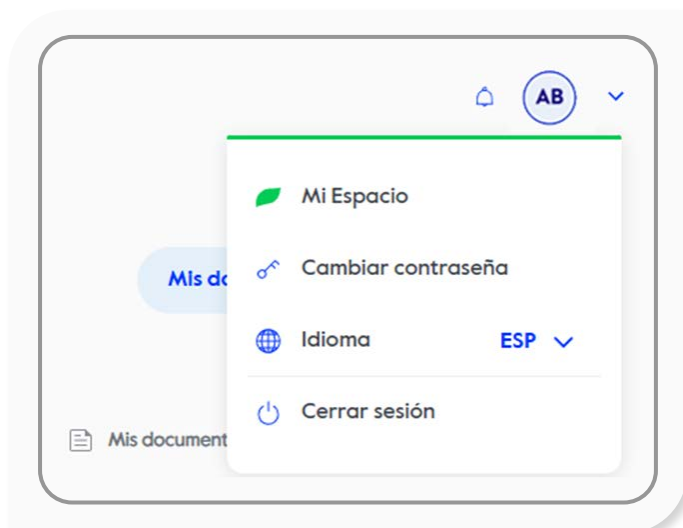 AB
Mi Espacio
Mis do
Cambiar contraseña
Idioma ESP
Cerrar sesión
Mis document